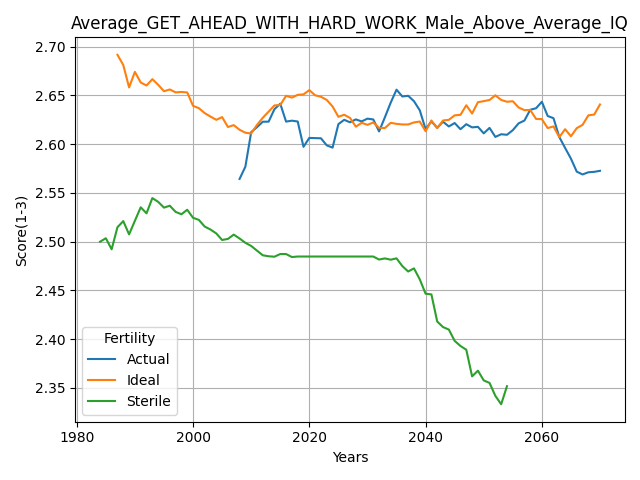 Average_GET_AHEAD_WITH_HARD_WORK_Male_Above_Average_IQ
2.70
2.65
2.60
2.55
2.50
2.45
2.40
2.35
Score(1-3)
Fertility
Actual
Ideal
Sterile
1980
2000
2020
2040
2060
Years